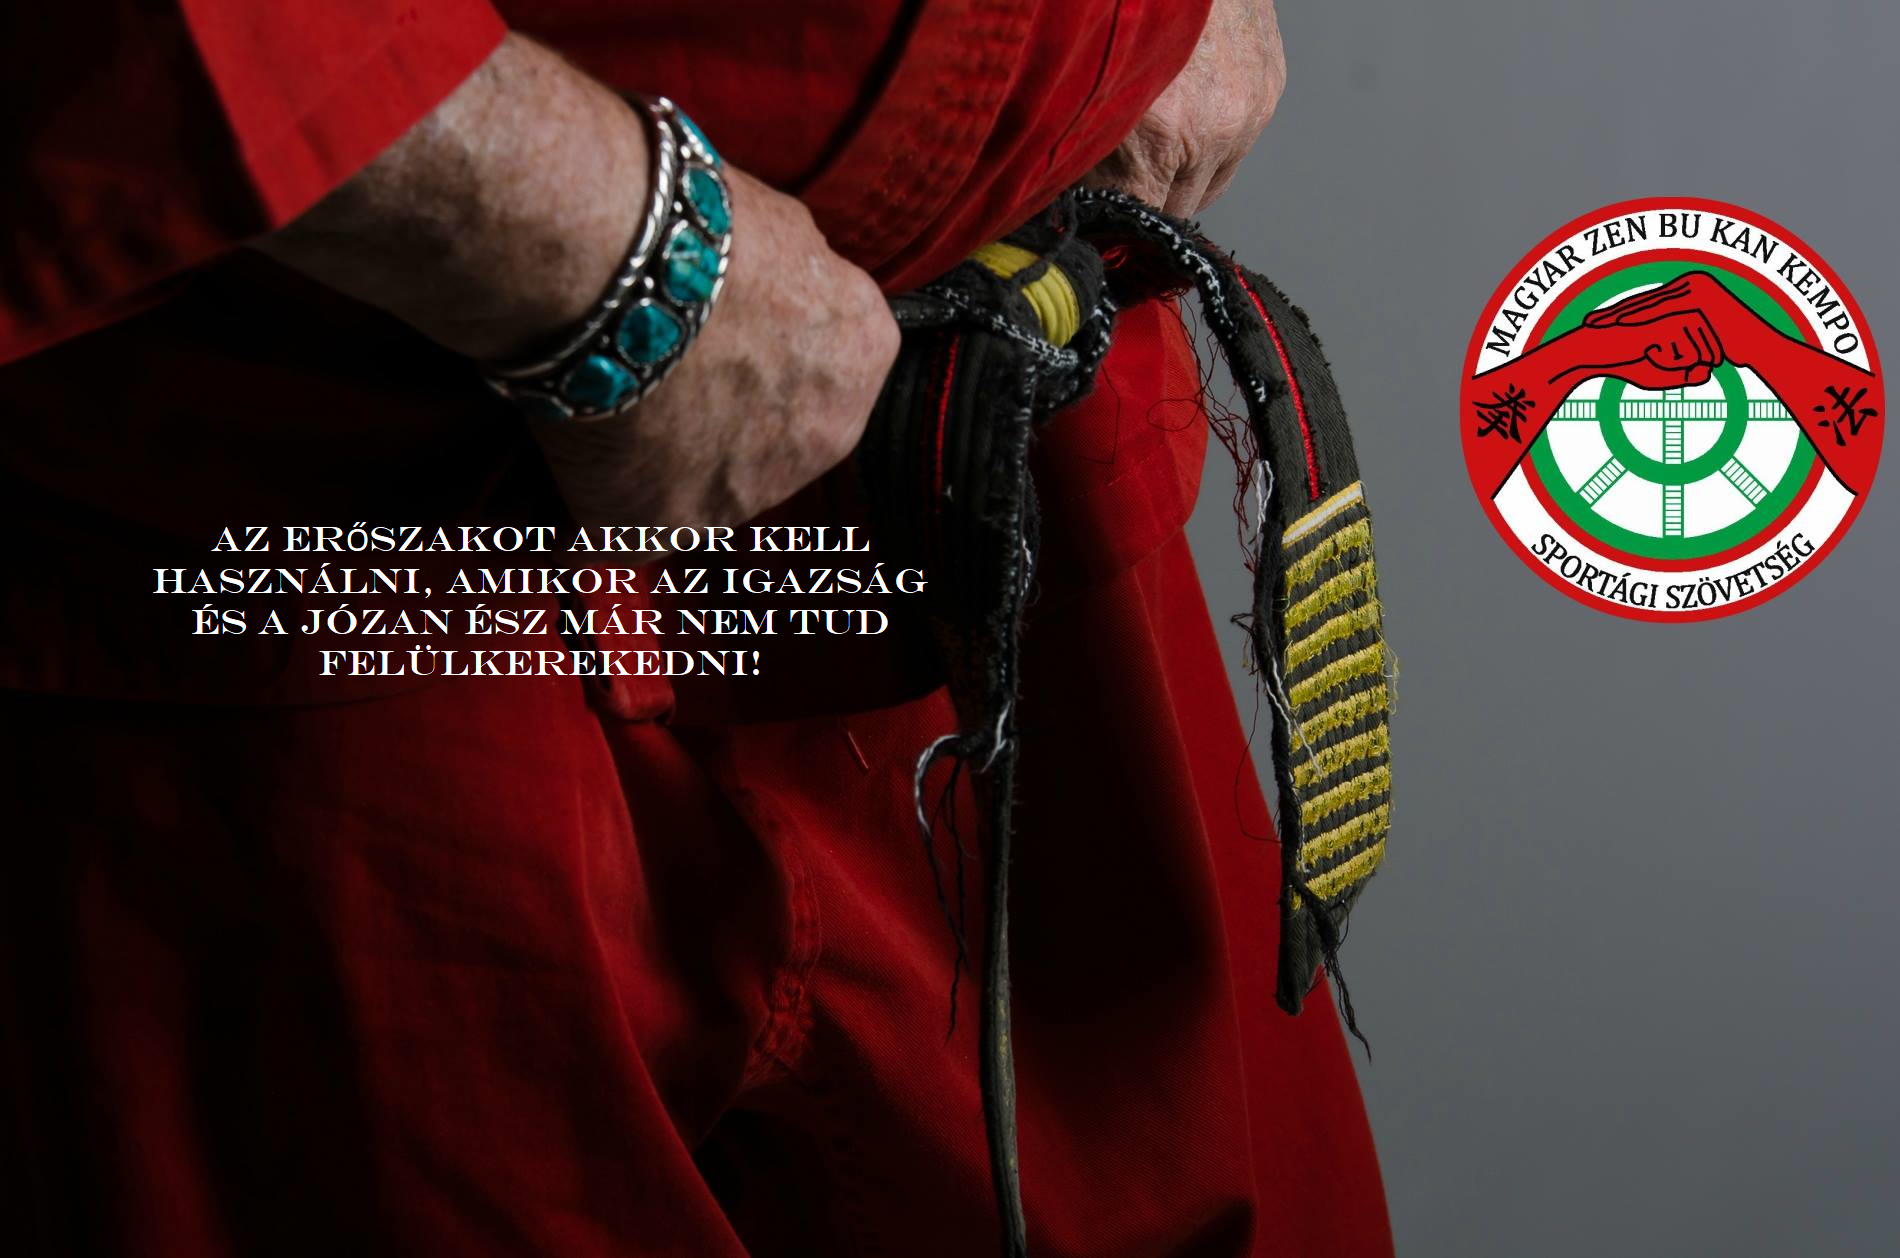 AZ ERŐSZAKOT AKKOR KELL
HASZNÁLNI, AMIKOR AZ IGAZSÁG
ÉS A JÓZAN ÉSZ MÁR NEM TUD
FELÜLKEREKEDNI!
MAGYAR ZEN BU KAN KEMPO
拳 法
SPORTÁGI SZÖVETSÉG